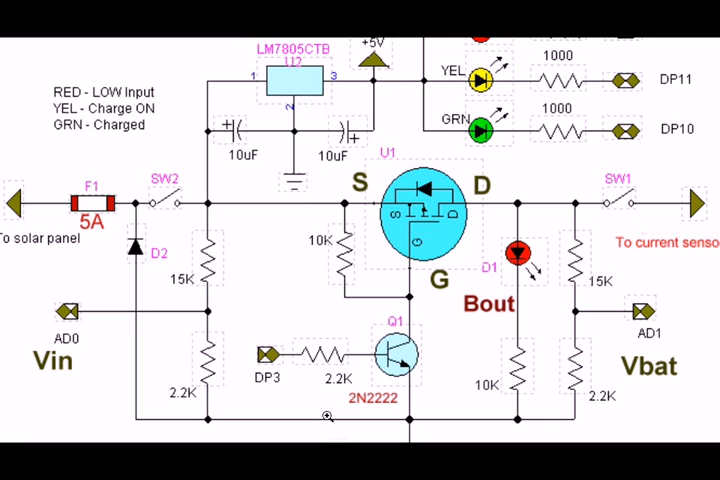 LM7805CTB
U2
+5V
1
3
2
10uF
10uF
YEL
1000
DP11
GRN
1000
DP10
RED - LOW Input
YEL - Charge ON
GRN - Charged
F1
5A
SW2
To solar panel
D2
U1
S
D
S
D
G
G
10K
SW1
To current senso
15K
AD0
Vin
2.2K
DP3
2.2K
Q1
2N2222
D1
Bout
10K
15K
AD1
Vbat
2.2K